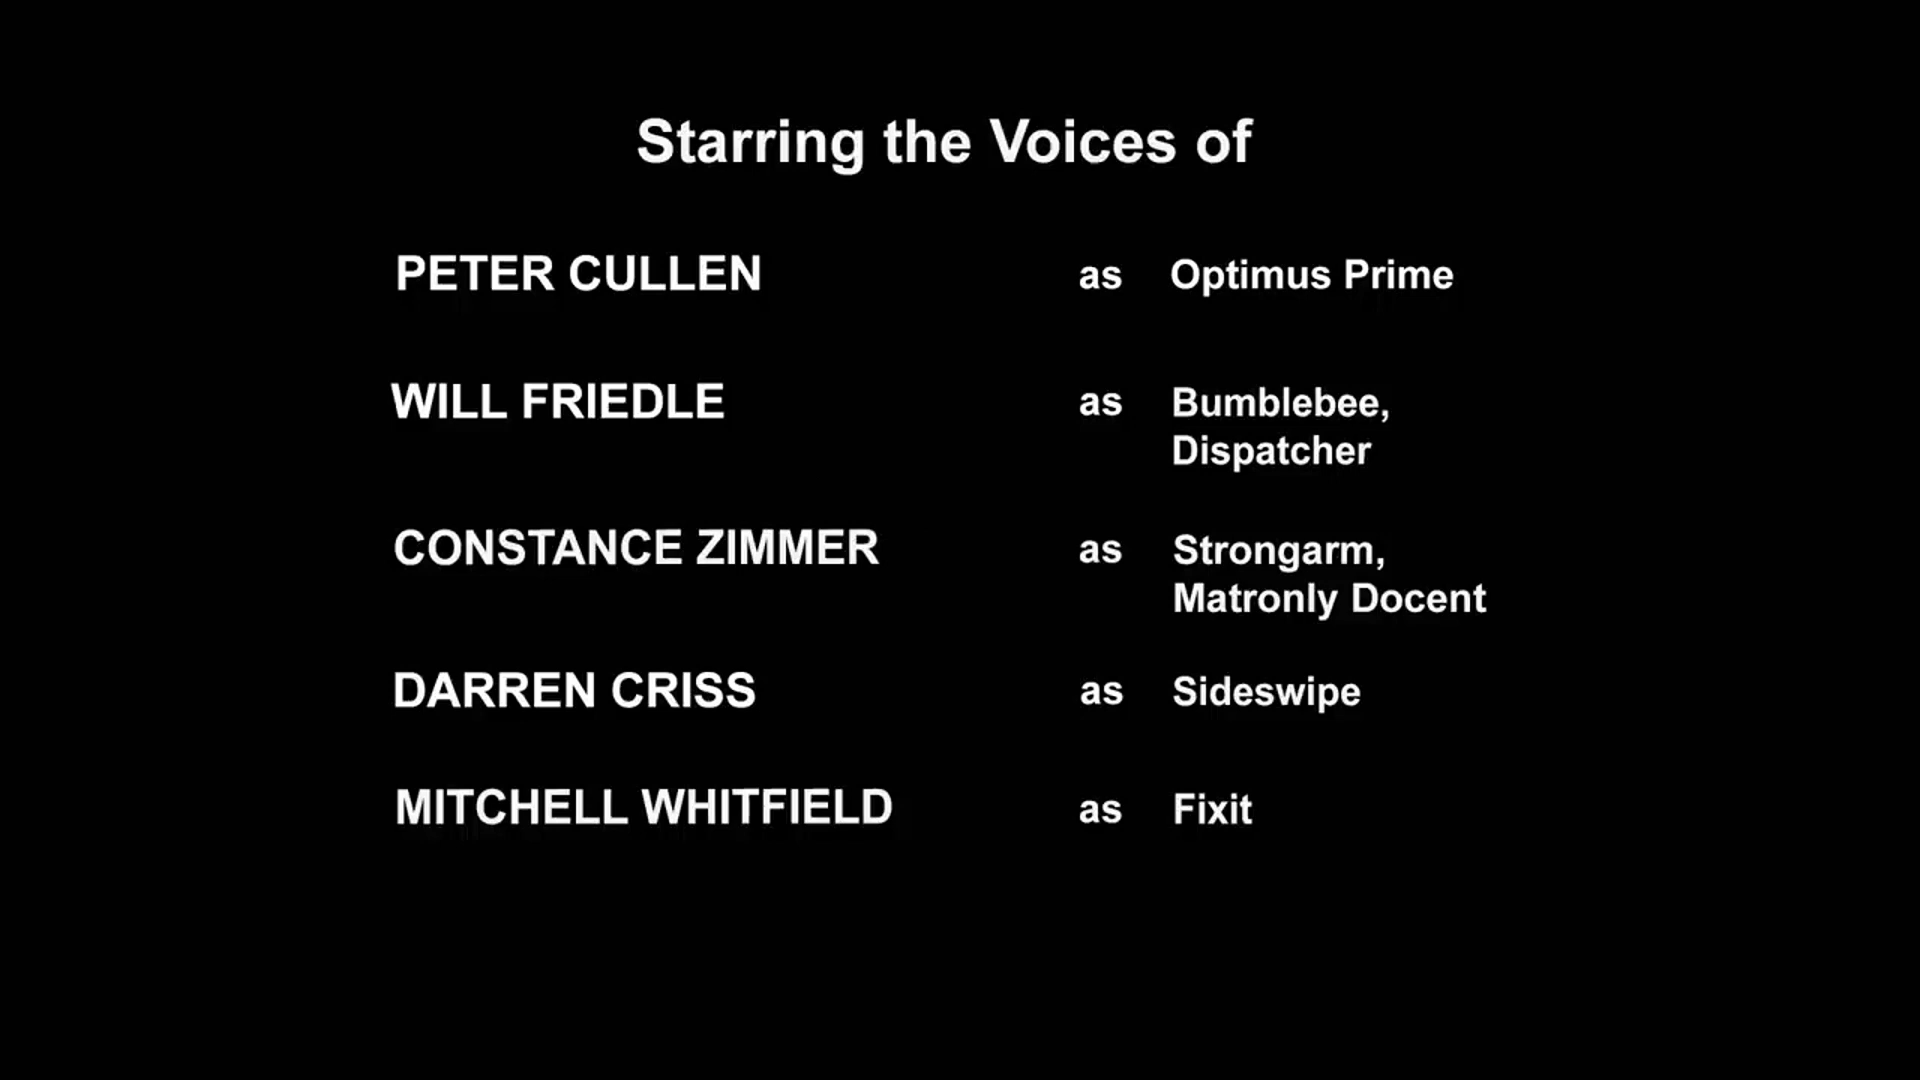 Starring the Voices of
PETER CULLEN as Optimus Prime
WILL FRIEDLE as Bumblebee,
Dispatcher
CONSTANCE ZIMMER as Strongarm,
Matronly Docent
DARREN CRISS as Sideswipe
MITCHELL WHITFIELD as Fixit